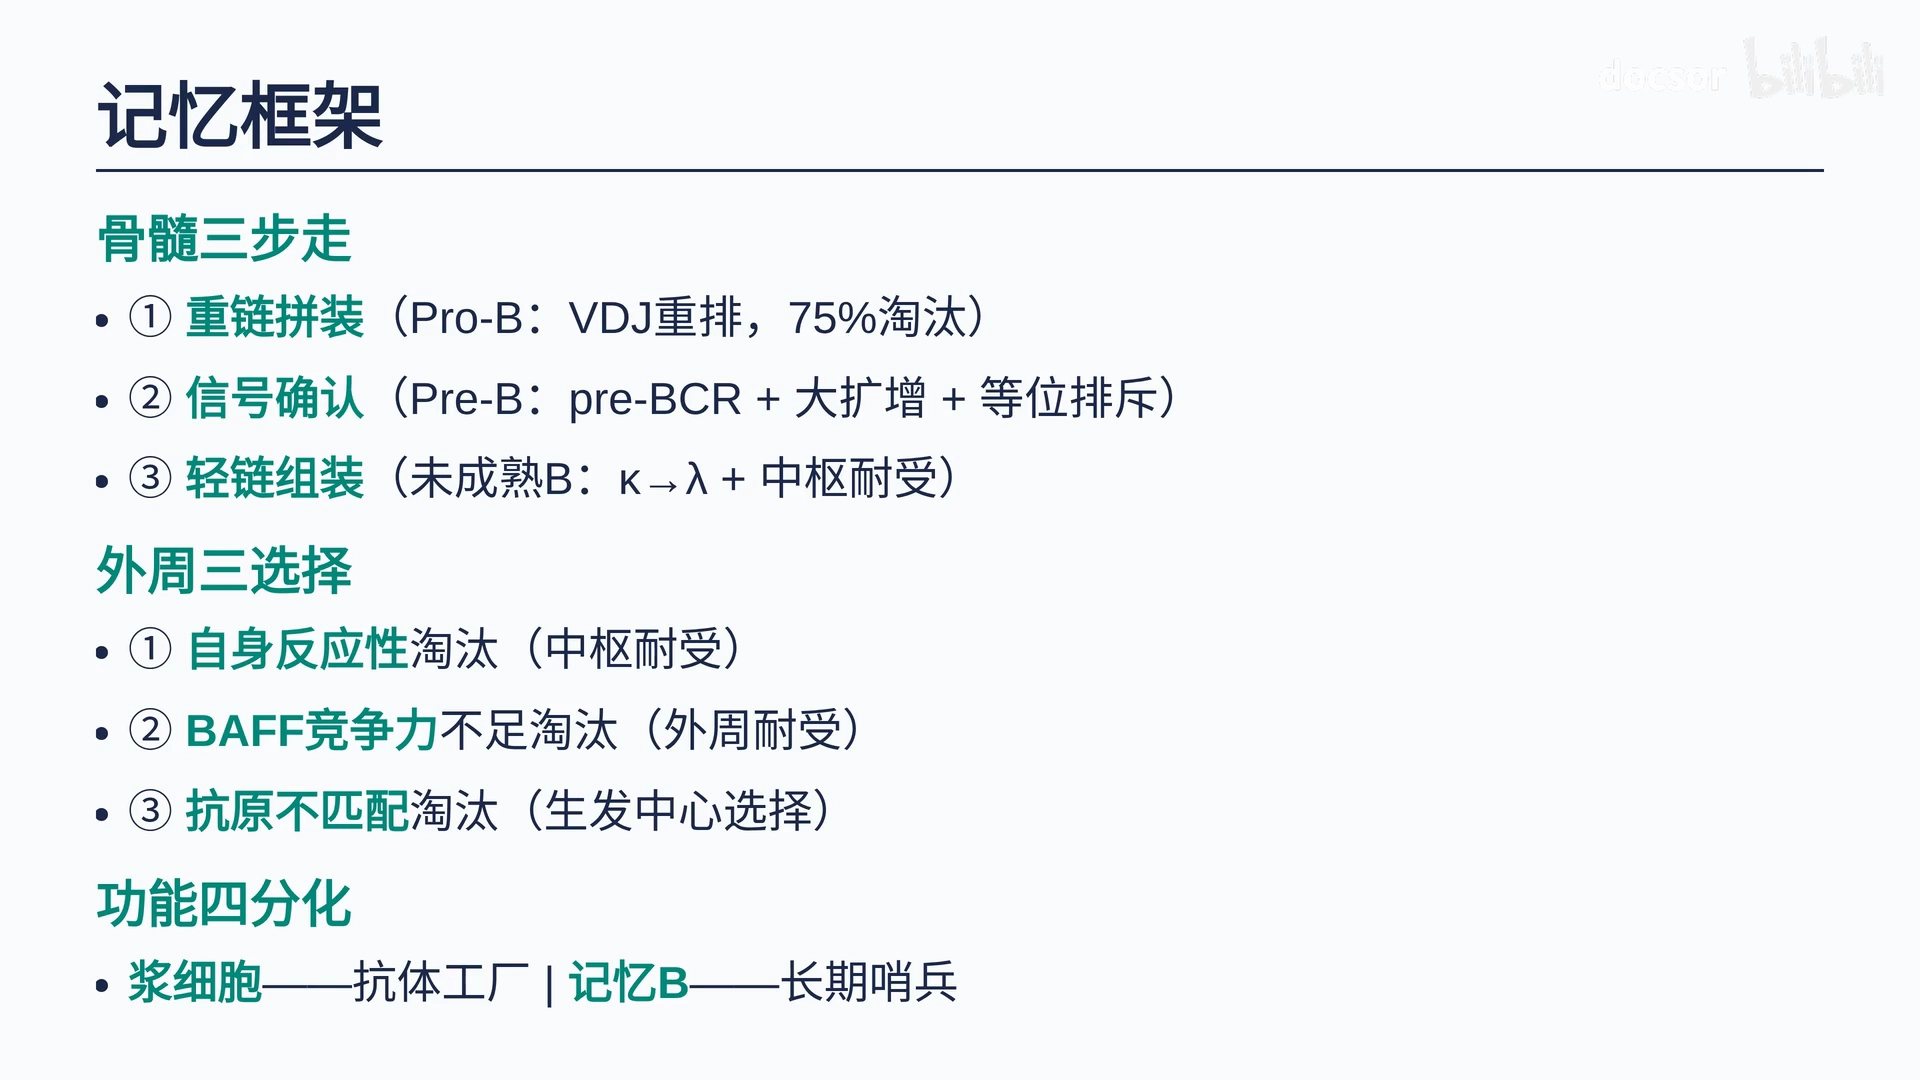 docsor bilibili
记忆框架
骨髓三步走
• ① 重链拼装（Pro-B：VDJ重排，75%淘汰）
• ② 信号确认（Pre-B：pre-BCR + 大扩增 + 等位排斥）
• ③ 轻链组装（未成熟B：κ→λ + 中枢耐受）
外周三选择
• ① 自身反应性淘汰（中枢耐受）
• ② BAFF竞争力不足淘汰（外周耐受）
• ③ 抗原不匹配淘汰（生发中心选择）
功能四分化
• 浆细胞——抗体工厂 | 记忆B——长期哨兵